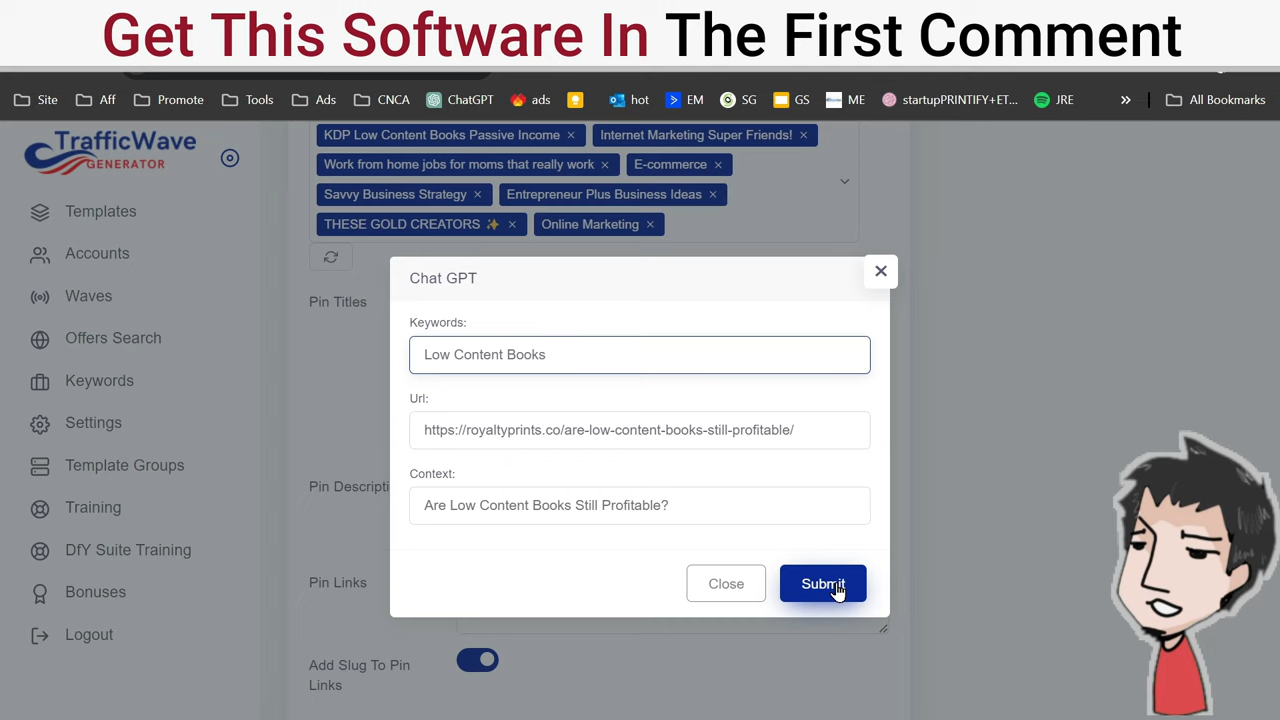 Get This Software In The First Comment
Site Aff Promote Tools Ads CNCA ChatGPT ads hot EM SG GS ME startupPRINTIFY+ET... JRE » All Bookmarks
TrafficWave
GENERATOR
KDP Low Content Books Passive Income × Internet Marketing Super Friends! ×
Work from home jobs for moms that really work × E-commerce ×
Savvy Business Strategy × Entrepreneur Plus Business Ideas ×
THESE GOLD CREATORS ✨ × Online Marketing ×
Templates
Accounts
Waves
Offers Search
Keywords
Settings
Template Groups
Training
DfY Suite Training
Bonuses
Logout
Pin Titles
Pin Descripti
Pin Links
Add Slug To Pin
Links
Chat GPT
Keywords:
Low Content Books
Url:
https://royaltyprints.co/are-low-content-books-still-profitable/
Context:
Are Low Content Books Still Profitable?
Close Submit